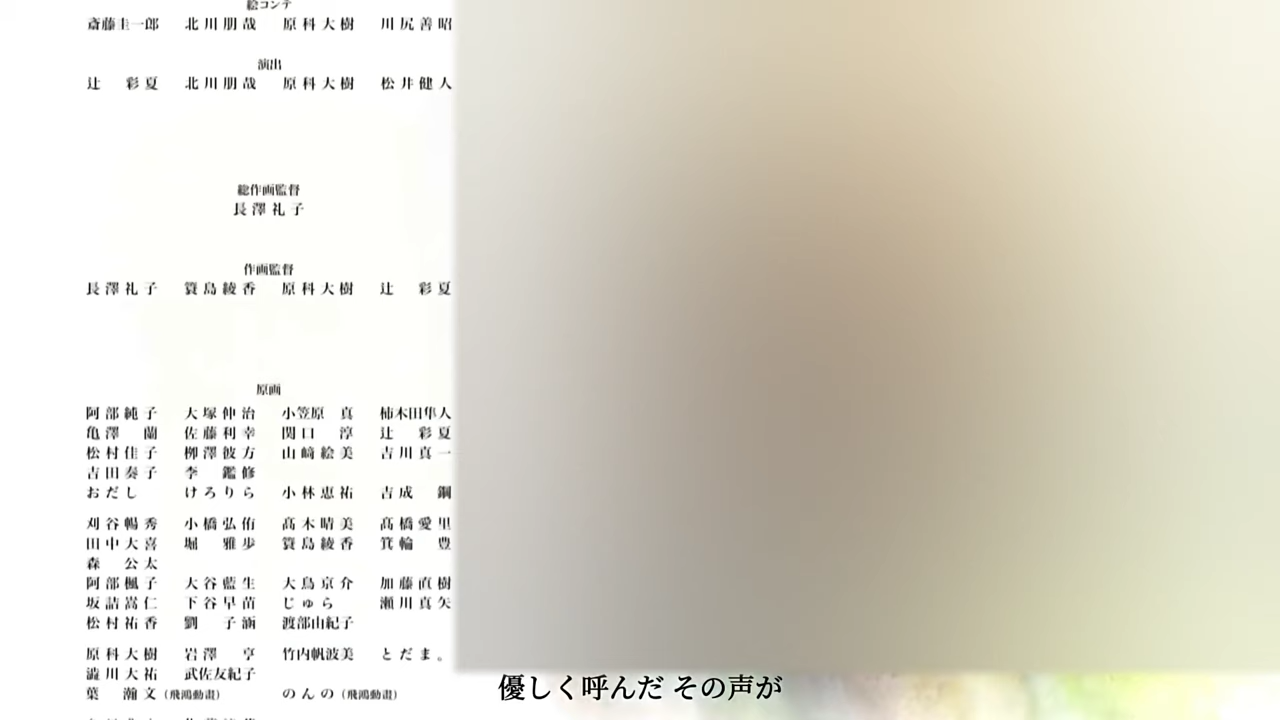 絵コンテ
斎藤圭一郎 北川朋哉 原科大樹 川尻善昭
演出
辻 彩夏 北川朋哉 原科大樹 松井健人
総作画監督
長澤礼子
作画監督
長澤礼子 簑島綾香 原科大樹 辻 彩夏
原画
阿部純子 大塚伸治 小笠原 真 柿木田隼人
亀澤 蘭 佐藤利幸 関口 淳 辻 彩夏
松村佳子 柳澤彼方 山﨑絵美 吉川真一
吉田奏子 李 鑑修
おだし けろりら 小林恵祐 吉成 鋼
刈谷暢秀 小橋弘侑 髙木晴美 髙橋愛里
田中大喜 堀 雅歩 簑島綾香 箕輪 豊
森 公太
阿部楓子 大谷藍生 大鳥京介 加藤直樹
坂詰嵩仁 下谷早苗 じゅら 瀬川真矢
松村祐香 劉 子涵 渡部由紀子
原科大樹 岩澤 亨 竹内帆波美 とだま。
澁川大祐 武佐友紀子
葉 瀚文(飛鴻動畫) のんの(飛鴻動畫)
優しく呼んだ その声が